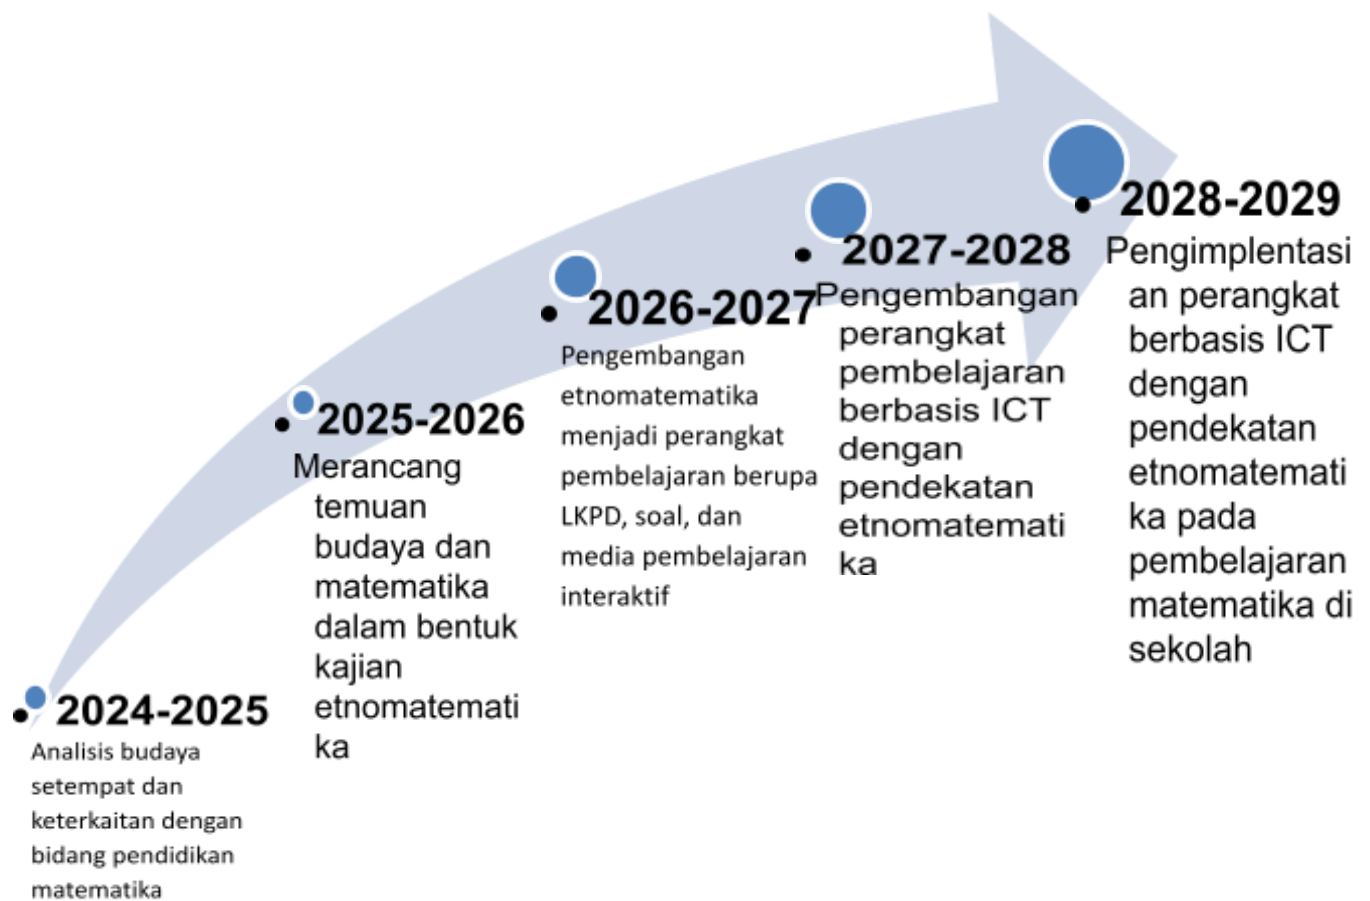 2024-2025
Analisis budaya
setempat dan
keterkaitan dengan
bidang pendidikan
matematika
2025-2026
Merancang
temuan
budaya dan
matematika
dalam bentuk
kajian
etnomatemati
ka
2026-2027
Pengembangan
etnomatematika
menjadi perangkat
pembelajaran berupa
LKPD, soal, dan
media pembelajaran
interaktif
2027-2028
Pengembangan
perangkat
pembelajaran
berbasis ICT
dengan
pendekatan
etnomatemati
ka
2028-2029
Pengimplentasi
an perangkat
berbasis ICT
dengan
pendekatan
etnomatemati
ka pada
pembelajaran
matematika di
sekolah